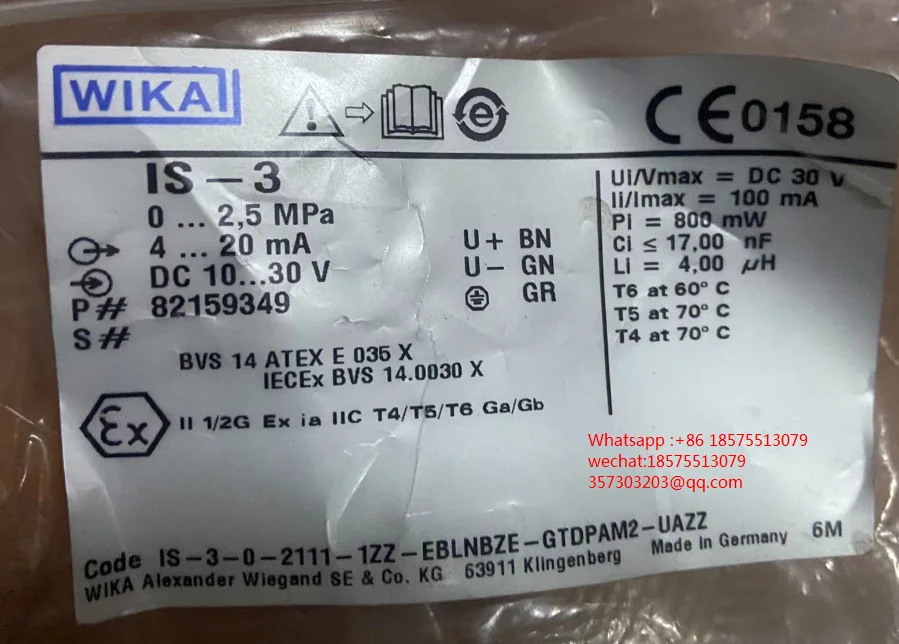 WIKA
CE0158
IS-3
0 ... 2,5 MPa
4 ... 20 mA
DC 10...30 V
P# 82159349
S#
U+ BN
U- GN
GR
Ui/Vmax = DC 30 V
Ii/Imax = 100 mA
Pi = 800 mW
Ci ≤ 17,00 nF
Li = 4,00 µH
T6 at 60° C
T5 at 70° C
T4 at 70° C
BVS 14 ATEX E 035 X
IECEx BVS 14.0030 X
Ex II 1/2G Ex ia IIC T4/T5/T6 Ga/Gb
Whatsapp :+86 18575513079
wechat:18575513079
357303203@qq.com
Code IS-3-0-2111-1ZZ-EBLNBZE-GTDPAM2-UAZZ
WIKA Alexander Wiegand SE & Co. KG 63911 Klingenberg Made in Germany 6M